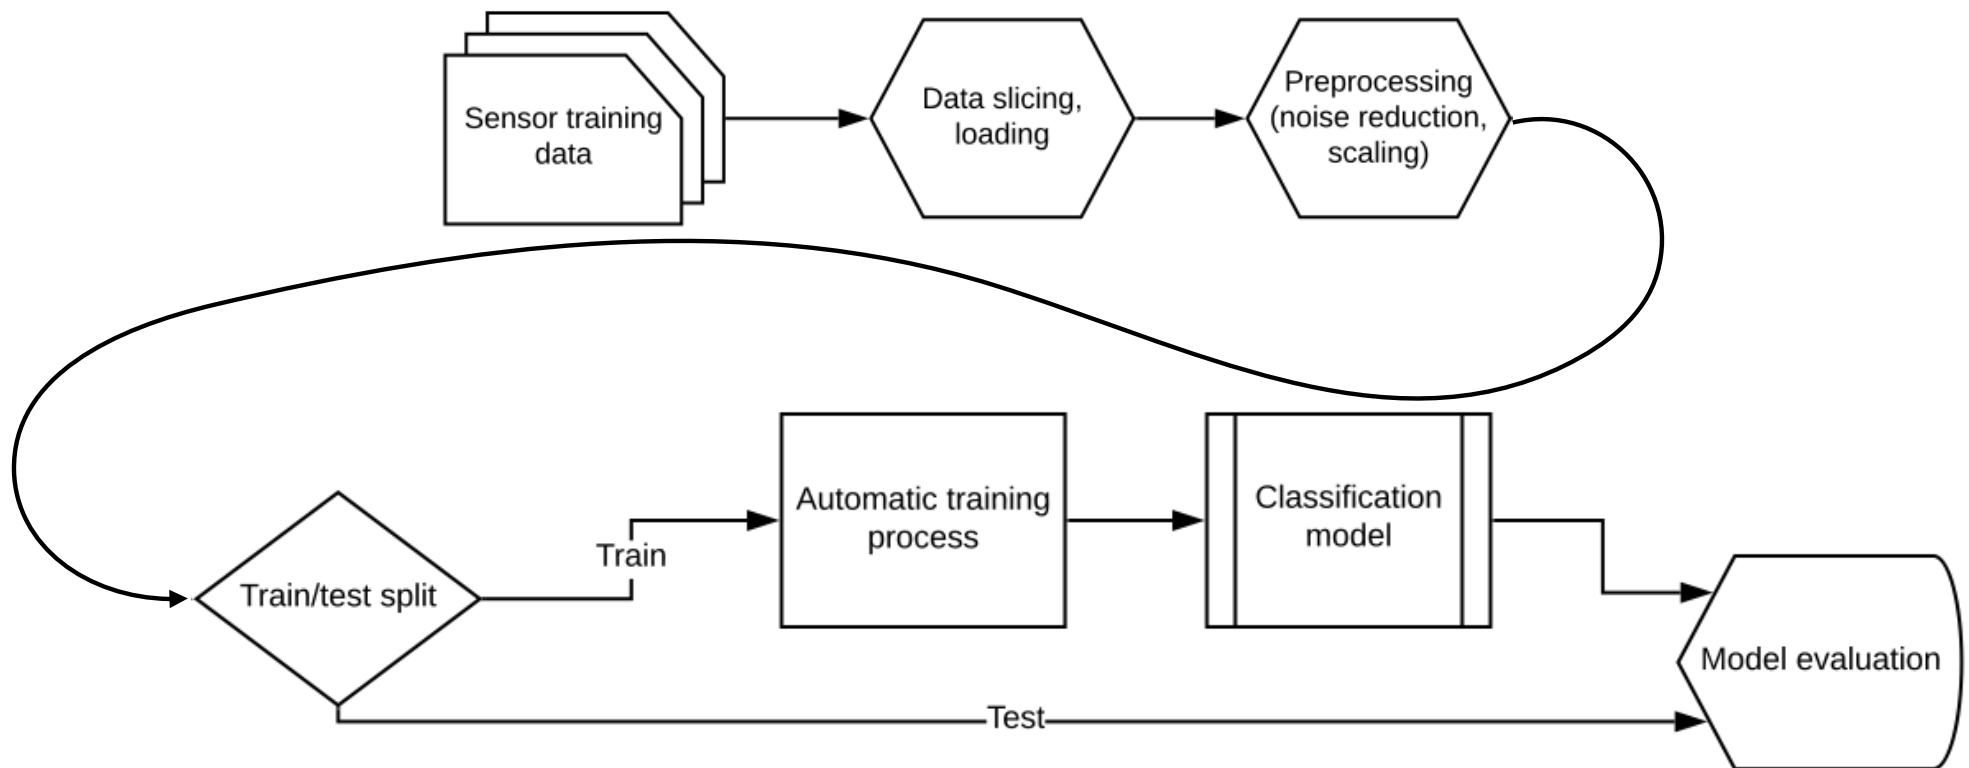 Sensor training
data
Data slicing,
loading
Preprocessing
(noise reduction,
scaling)
Train/test split
Train
Automatic training
process
Classification
model
Model evaluation
Test